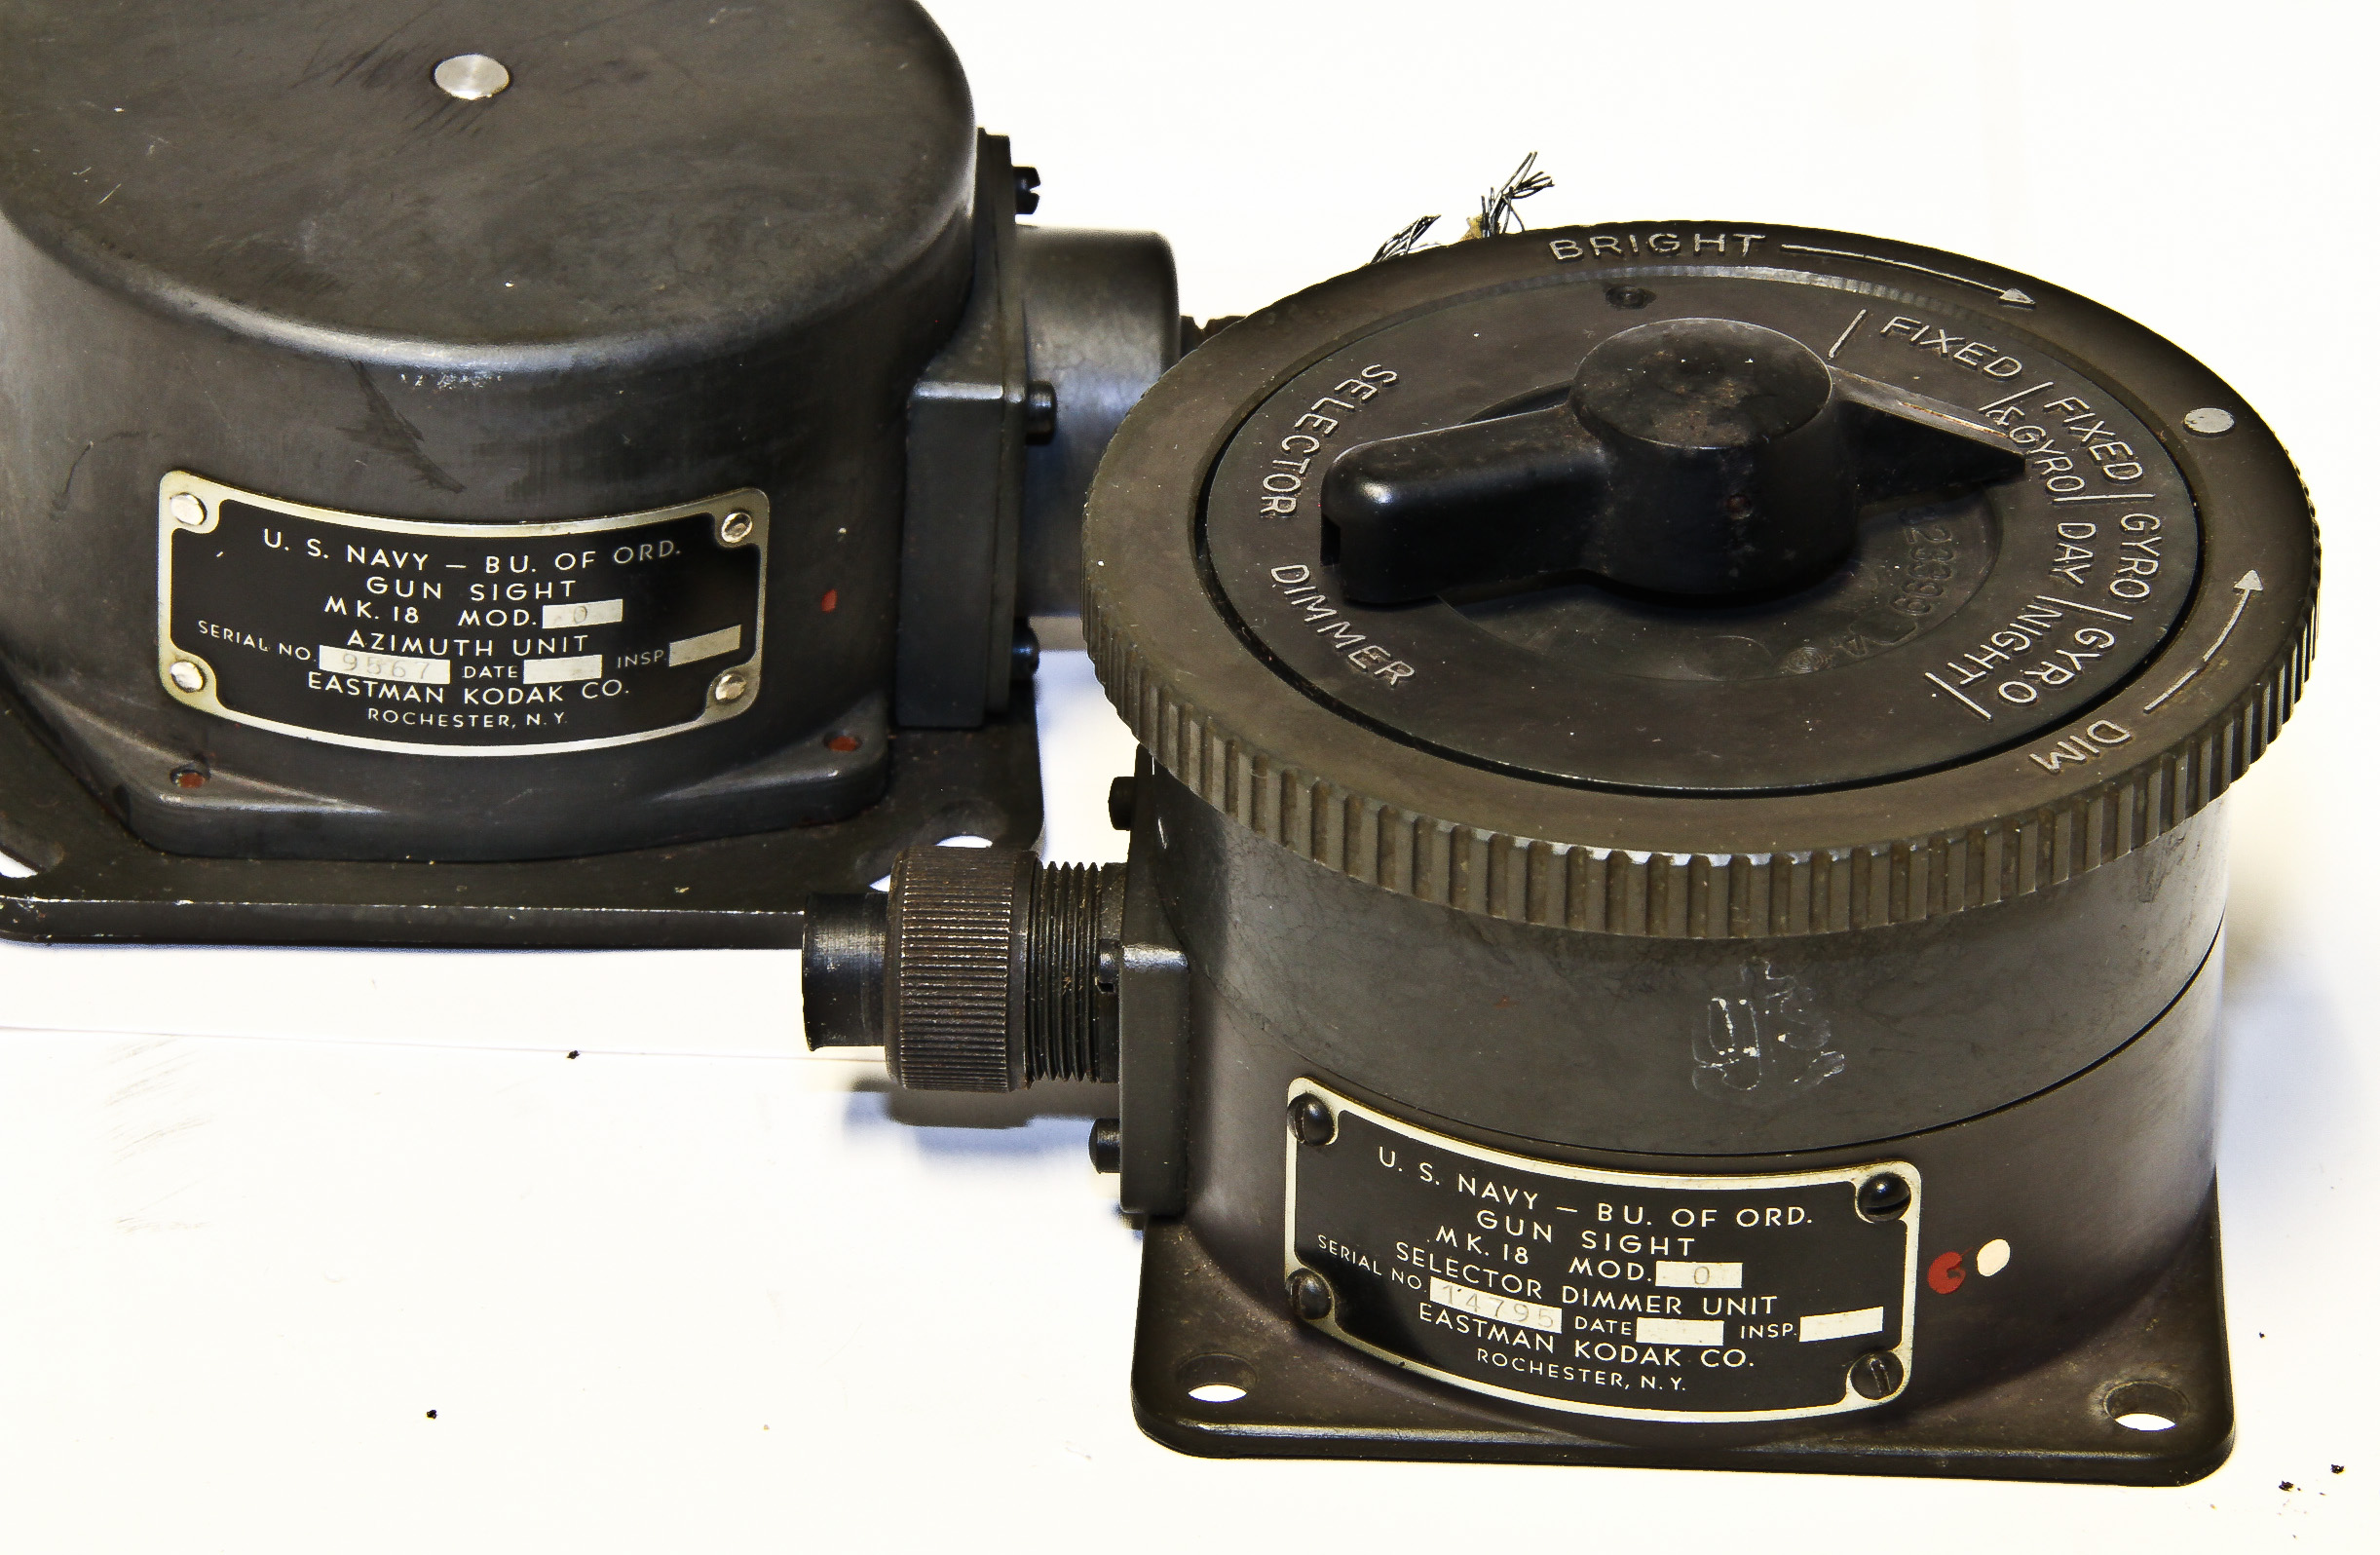 U. S. NAVY — BU. OF ORD.
GUN SIGHT
MK. 18 MOD. 0
AZIMUTH UNIT
SERIAL NO. 9567 DATE INSP.
EASTMAN KODAK CO.
ROCHESTER, N. Y.
BRIGHT
FIXED
FIXED
&GYRO
GYRO
DAY
GYRO
NIGHT
DIM
SELECTOR
DIMMER
U. S. NAVY — BU. OF ORD.
GUN SIGHT
MK. 18 MOD. 0
SELECTOR DIMMER UNIT
SERIAL NO. 14795 DATE INSP.
EASTMAN KODAK CO.
ROCHESTER, N. Y.